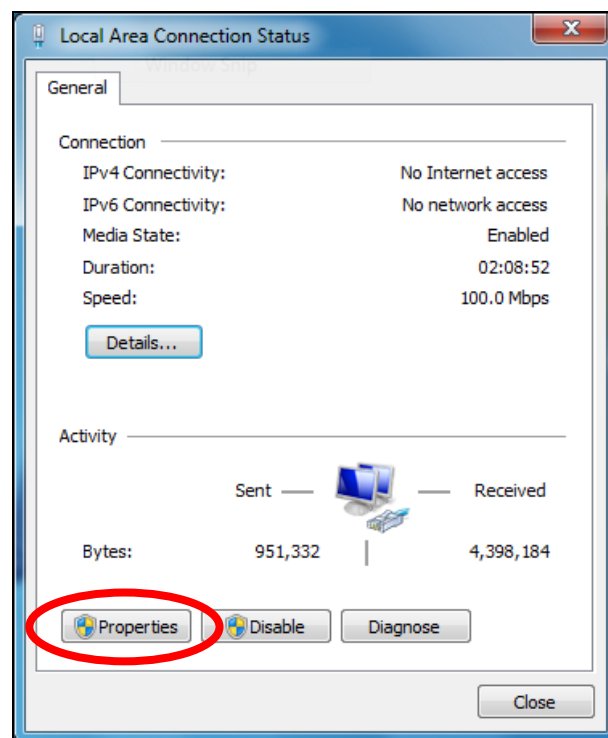 Local Area Connection Status
Window Snip
General
Connection
IPv4 Connectivity: No Internet access
IPv6 Connectivity: No network access
Media State: Enabled
Duration: 02:08:52
Speed: 100.0 Mbps
Details...
Activity
Sent Received
Bytes: 951,332 4,398,184
Properties Disable Diagnose
Close